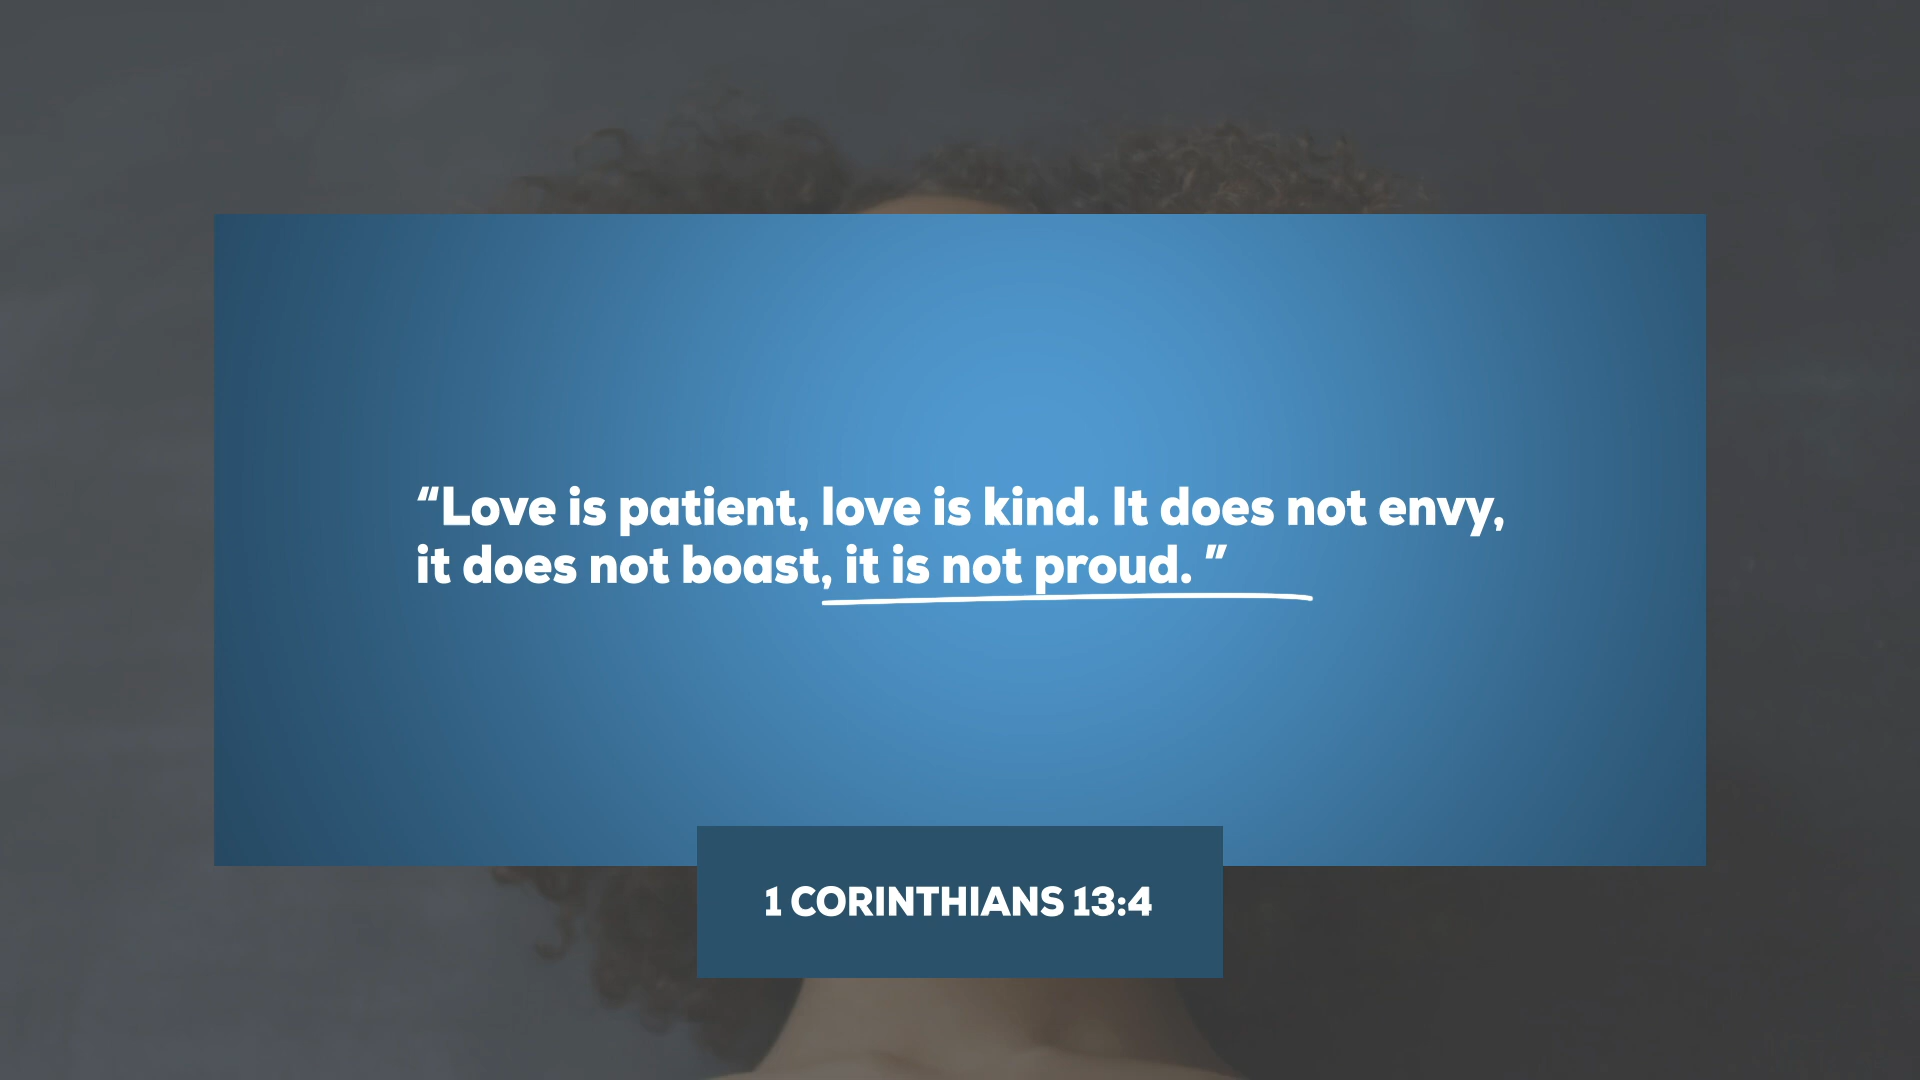 “Love is patient, love is kind. It does not envy,
it does not boast, it is not proud. ”
1 CORINTHIANS 13:4